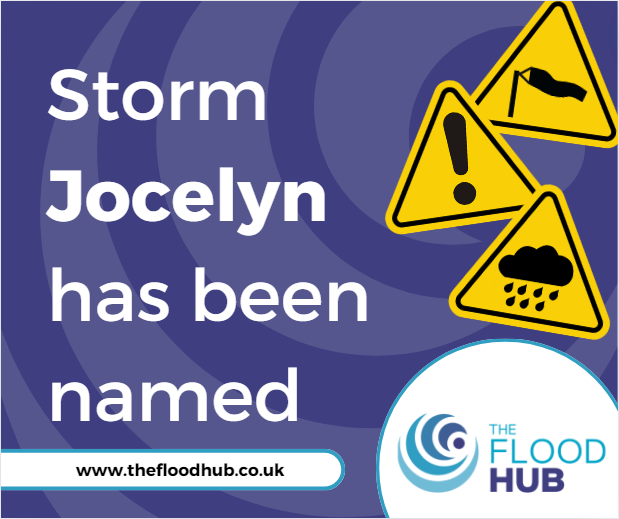 Storm
Jocelyn
has been
named
www.thefloodhub.co.uk
THE
FLOOD
HUB